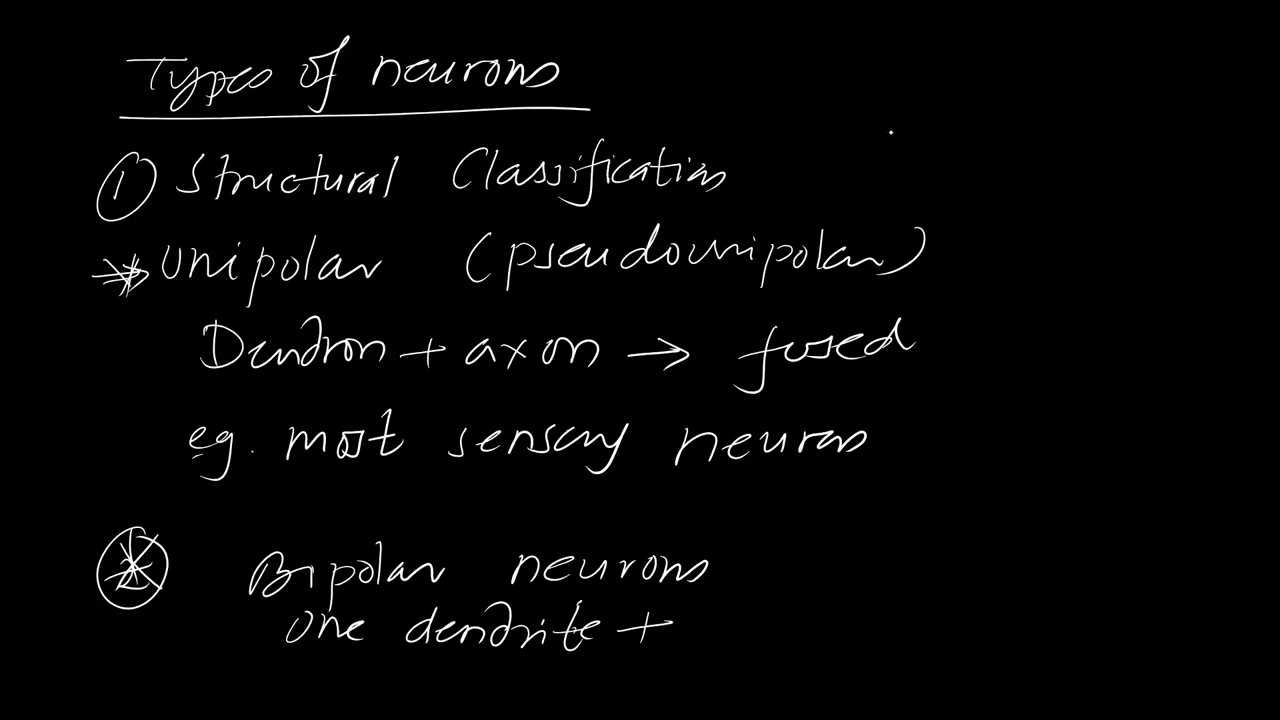 Types of neurons
① Structural Classification
→* Unipolar (pseudounipolar)
Dendron + axon → fused
eg. most sensory neurons
* Bipolar neurons
one dendrite +